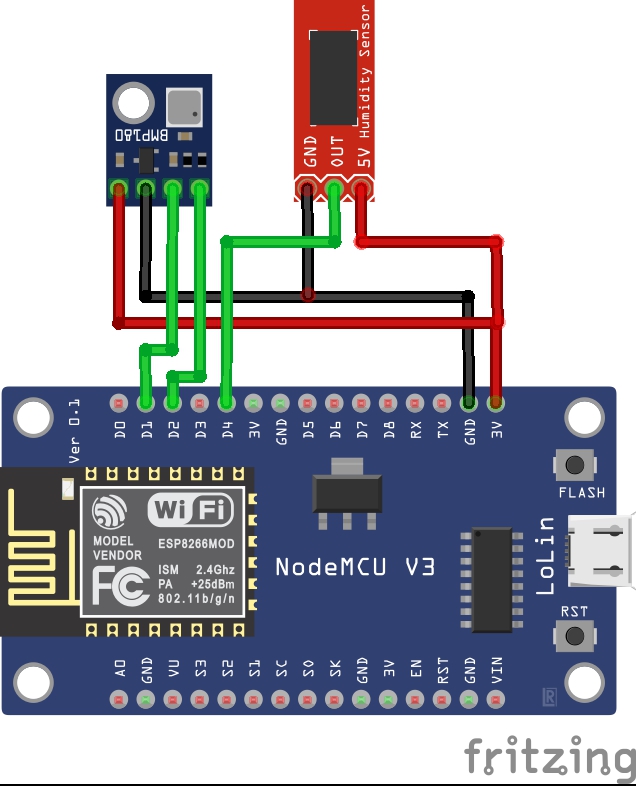 Humidity Sensor
BMP180
GND
OUT
5V
Ver 0.1
D0
D1
D2
D3
D4
3V
GND
D5
D6
D7
D8
RX
TX
GND
3V
FLASH
WiFi
MODEL
VENDOR
ESP8266MOD
FC
ISM 2.4Ghz
PA +25dBm
802.11b/g/n
NodeMCU V3
LoLin
RST
A0
GND
VU
S3
S2
S1
SC
S0
SK
GND
3V
EN
RST
GND
VIN
R
fritzing